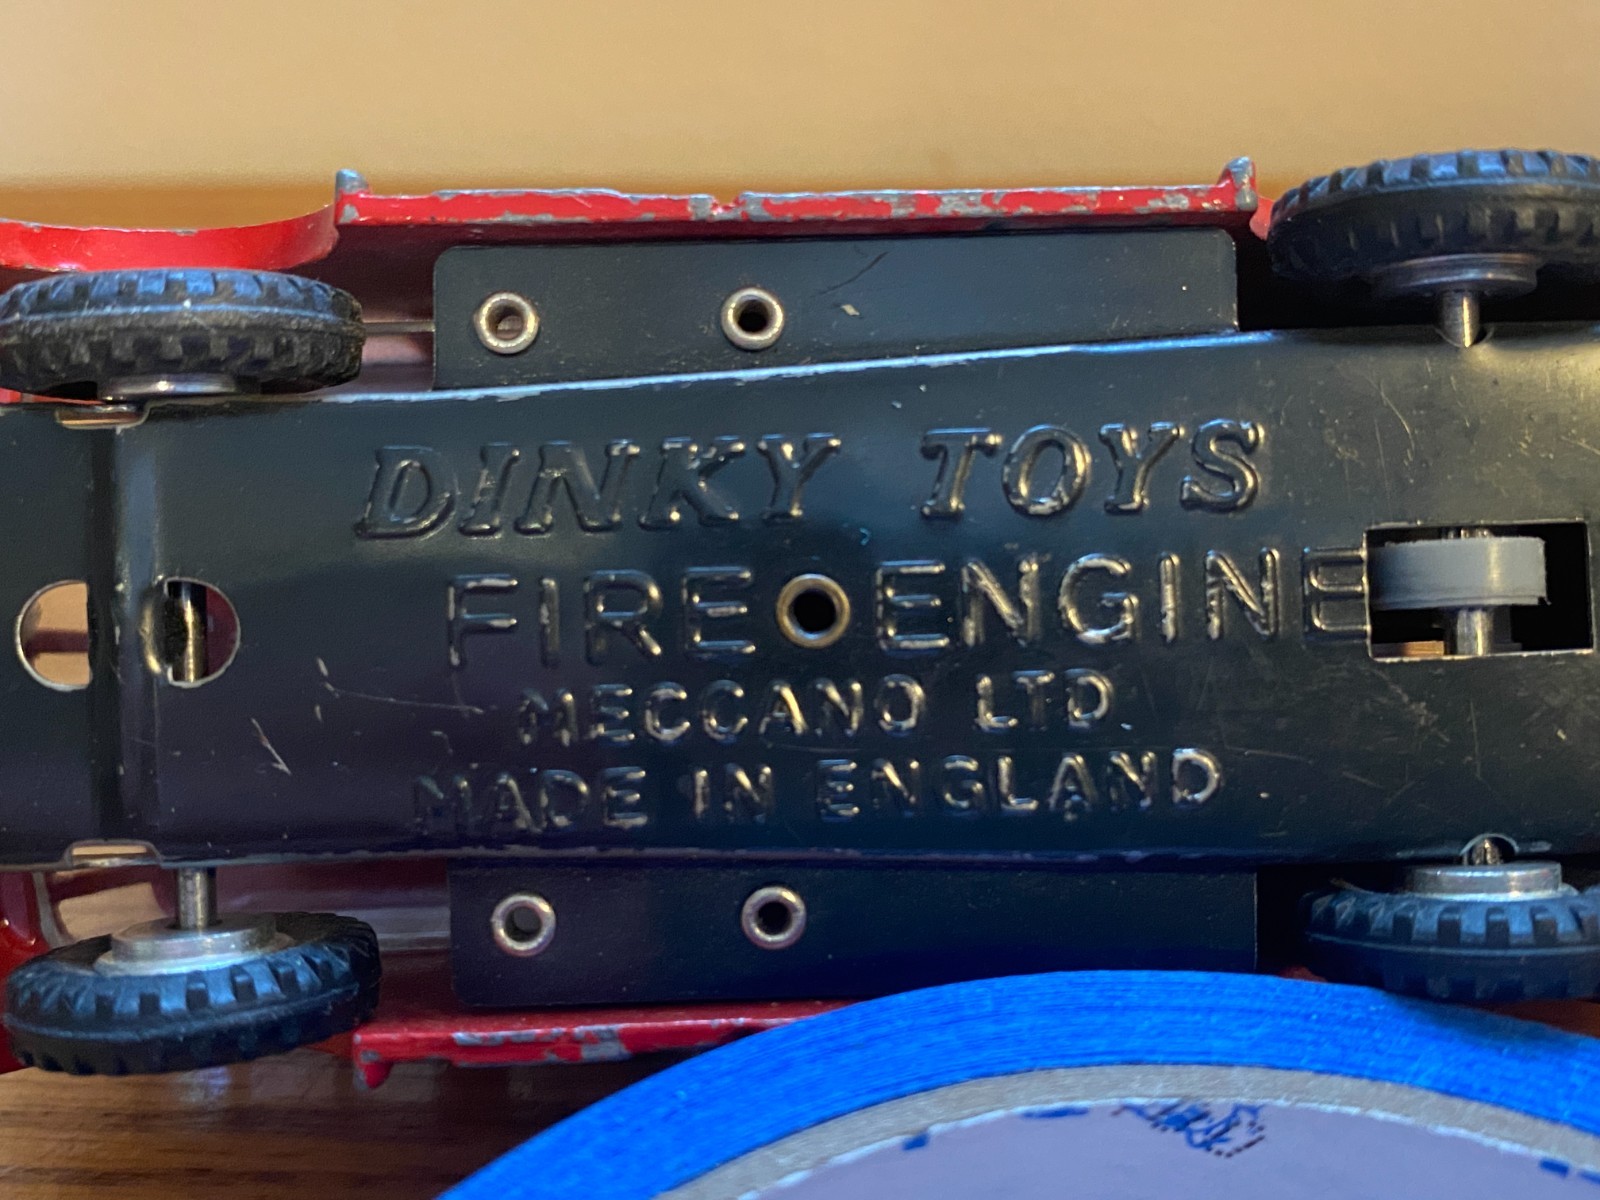 DINKY TOYS
FIRE ENGINE
MECCANO LTD
MADE IN ENGLAND